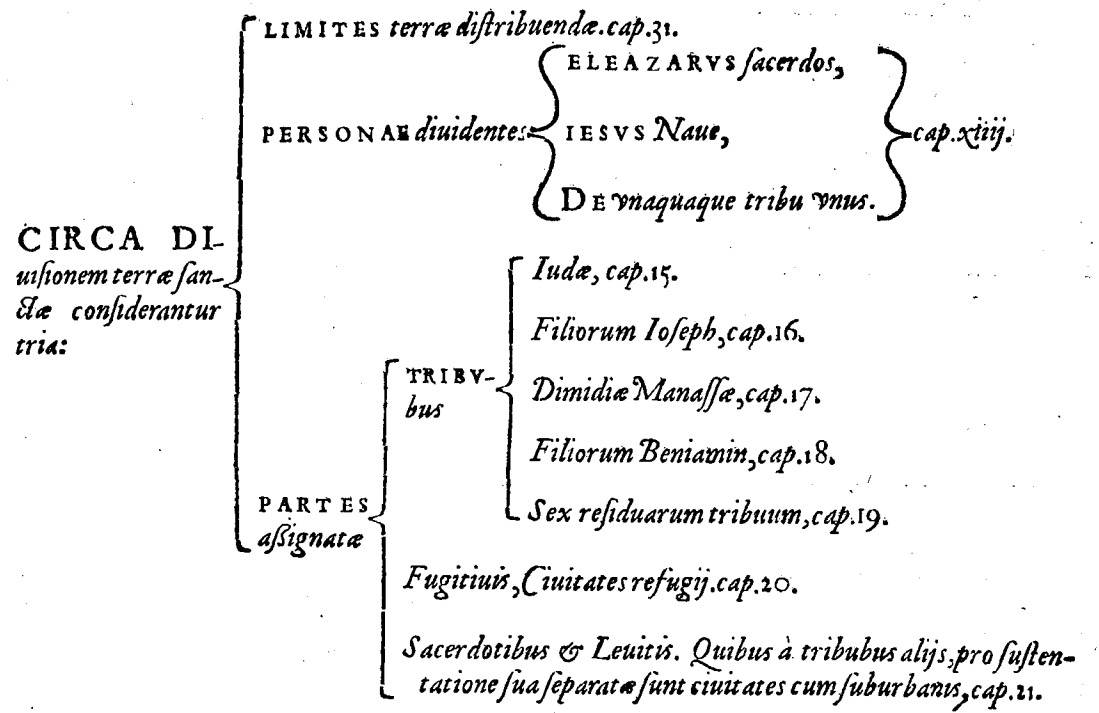 LIMITES terræ diſtribuendæ.cap.31.
ELEAZARVS ſacerdos,
PERSONAE diuidentes
IESVS Naue,
cap.xiiij.
DE vnaquaque tribu vnus.
CIRCA DI-
uiſionem terræ ſan-
ctæ conſiderantur
tria:
Iudæ, cap.15.
Filiorum Ioſeph,cap.16.
TRIBV-
bus
Dimidiæ Manaſſæ,cap.17.
Filiorum Beniamin,cap.18.
Sex reſiduarum tribuum,cap.19.
PARTES
aßignatæ
Fugitiuis,Ciuitates refugij.cap.20.
Sacerdotibus & Leuitis. Quibus à tribubus alijs,pro ſuſten-
tatione ſua ſeparatæ ſunt ciuitates cum ſuburbanis,cap.21.